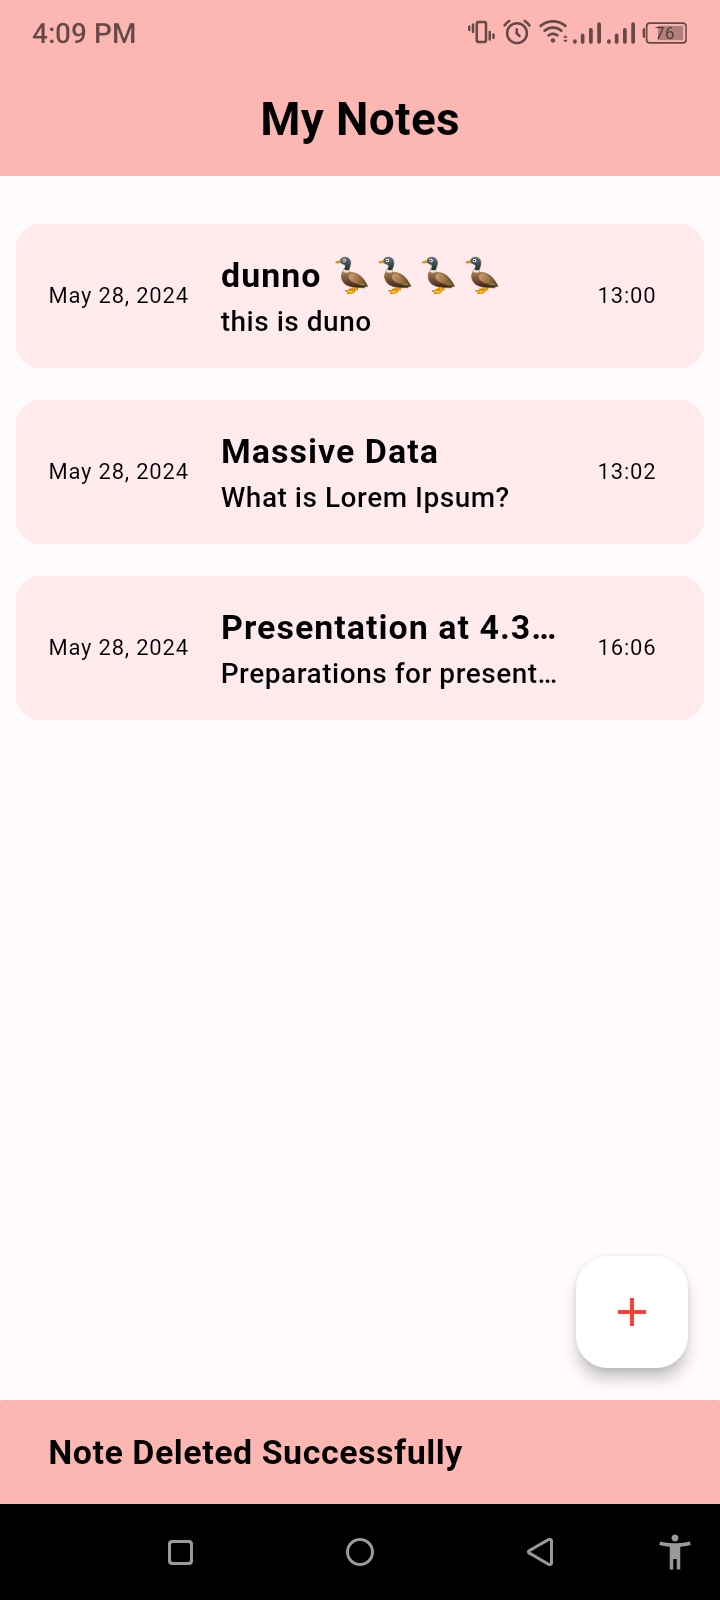 4:09 PM
76
My Notes
dunno 🦆🦆🦆🦆
May 28, 2024
13:00
this is duno
Massive Data
May 28, 2024
13:02
What is Lorem Ipsum?
Presentation at 4.3…
May 28, 2024
16:06
Preparations for present…
Note Deleted Successfully